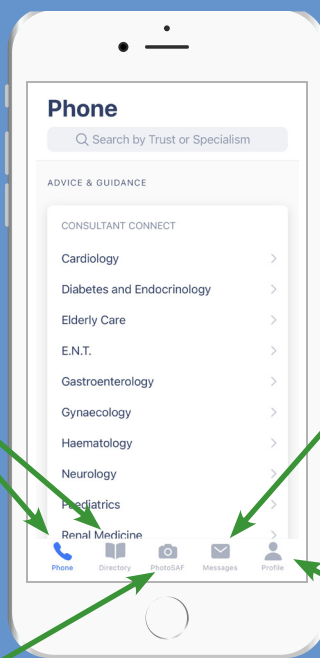 Phone
Search by Trust or Specialism
ADVICE & GUIDANCE
CONSULTANT CONNECT
Cardiology
Diabetes and Endocrinology
Elderly Care
E.N.T.
Gastroenterology
Gynaecology
Haematology
Neurology
Paediatrics
Renal Medicine
Phone Directory PhotoSAF Messages Profile